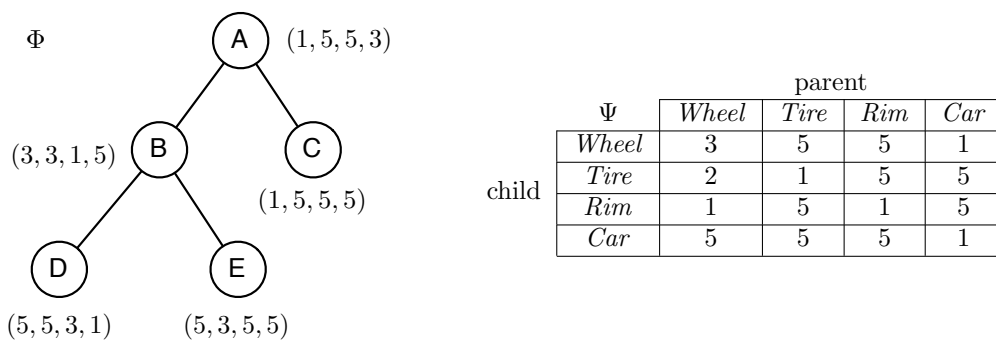 Φ
A (1, 5, 5, 3)
(3, 3, 1, 5) B
C
(1, 5, 5, 5)
D
E
(5, 5, 3, 1)
(5, 3, 5, 5)
parent
Ψ Wheel Tire Rim Car
Wheel 3 5 5 1
child
Tire 2 1 5 5
Rim 1 5 1 5
Car 5 5 5 1